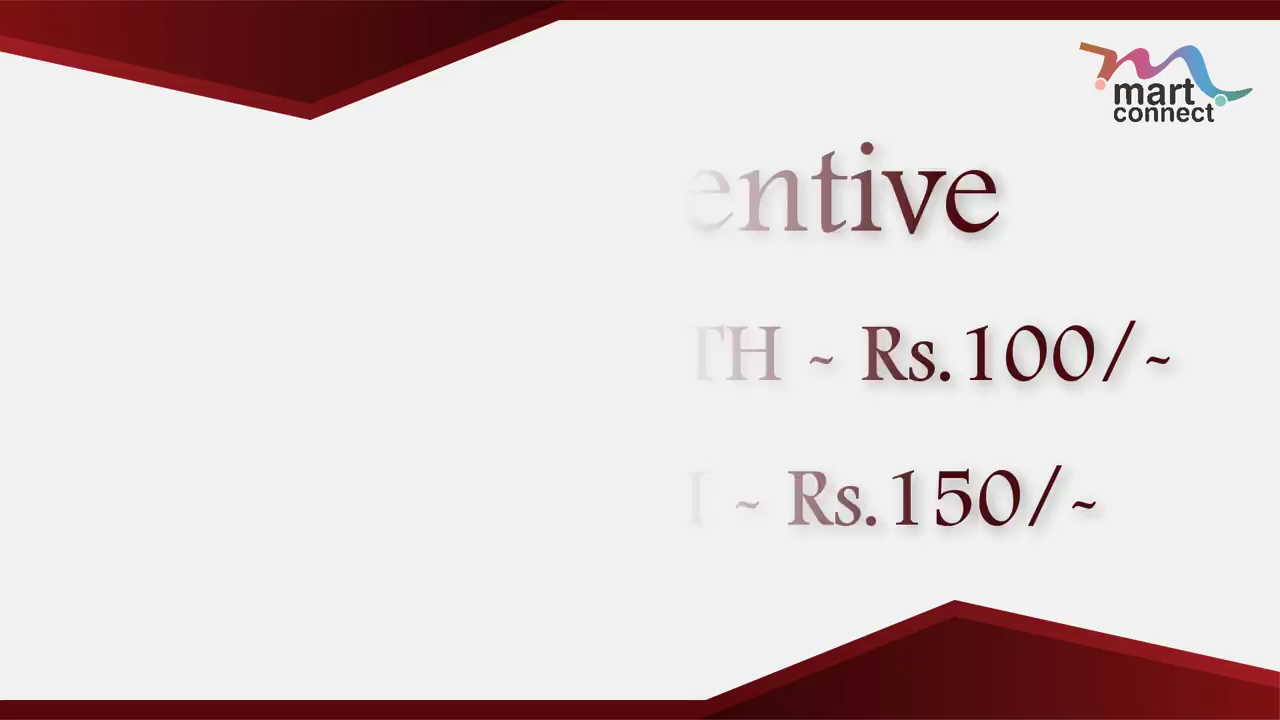 mart
connect
entive
TH ~ Rs.100/~
~ Rs.150/~